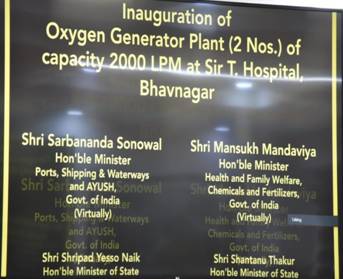 Inauguration of
Oxygen Generator Plant (2 Nos.) of
capacity 2000 LPM at Sir T. Hospital,
Bhavnagar
Shri Sarbananda Sonowal
Hon'ble Minister
Ports, Shipping & Waterways
and AYUSH,
Govt. of India
(Virtually)
Shri Shripad Yesso Naik
Hon'ble Minister of State
Shri Mansukh Mandaviya
Hon'ble Minister
Health and Family Welfare,
Chemicals and Fertilizers,
Govt. of India
(Virtually)
Shri Shantanu Thakur
Hon'ble Minister of State